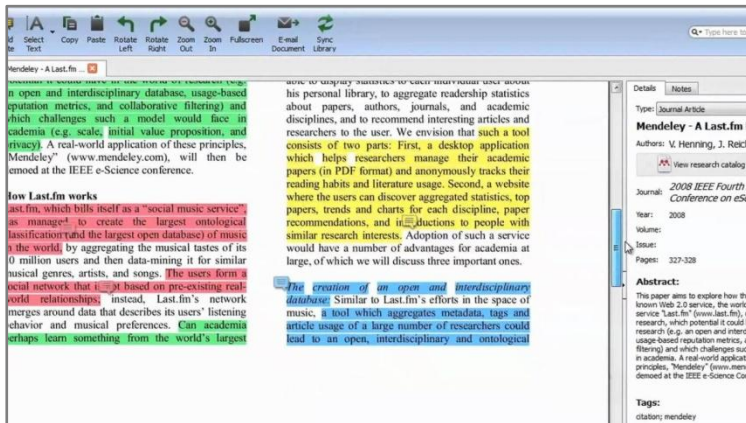 Select Text
Copy
Paste
Rotate Left
Rotate Right
Zoom Out
Zoom In
Fullscreen
E-mail Document
Sync Library
Type here to
Mendeley - A Last.fm ...
n open and interdisciplinary database, usage-based
eputation metrics, and collaborative filtering) and
which challenges such a model would face in
cademia (e.g. scale, initial value proposition, and
rivacy). A real-world application of these principles,
Mendeley" (www.mendeley.com), will then be
emoed at the IEEE e-Science conference.
How Last.fm works
ast.fm, which bills itself as a "social music service",
as managed to create the largest ontological
lassification and the largest open database) of music
the world, by aggregating the musical tastes of its
0 million users and then data-mining it for similar
usical genres, artists, and songs. The users form a
ocial network that is not based on pre-existing real-
orld relationships; instead, Last.fm's network
merges around data that describes its users' listening
ehavior and musical preferences. Can academia
erhaps learn something from the world's largest
able to display statistics to each individual user about
his personal library, to aggregate readership statistics
about papers, authors, journals, and academic
disciplines, and to recommend interesting articles and
researchers to the user. We envision that such a tool
consists of two parts: First, a desktop application
which helps researchers manage their academic
papers (in PDF format) and anonymously tracks their
reading habits and literature usage. Second, a website
where the users can discover aggregated statistics, top
papers, trends and charts for each discipline, paper
recommendations, and introductions to people with
similar research interests. Adoption of such a service
would have a number of advantages for academia at
large, of which we will discuss three important ones.
The creation of an open and interdisciplinary
database: Similar to Last.fm's efforts in the space of
music, a tool which aggregates metadata, tags and
article usage of a large number of researchers could
lead to an open, interdisciplinary and ontological
Details
Notes
Type: Journal Article
Mendeley - A Last.fm
Authors: V. Henning, J. Reich
View research catalog
Journal: 2008 IEEE Fourth
Conference on eS
Year: 2008
Volume:
Issue:
Pages: 327-328
Abstract:
This paper aims to explore how th
known Web 2.0 service, the world
service "Last.fm" (www.last.fm),
research, which potential it could
research (e.g. an open and interd
usage-based reputation metrics,
filtering) and which challenges suc
in academia. A real-world applicat
principles, "Mendeley" (www.men
demoed at the IEEE e-Science Co
Tags:
citation; mendeley